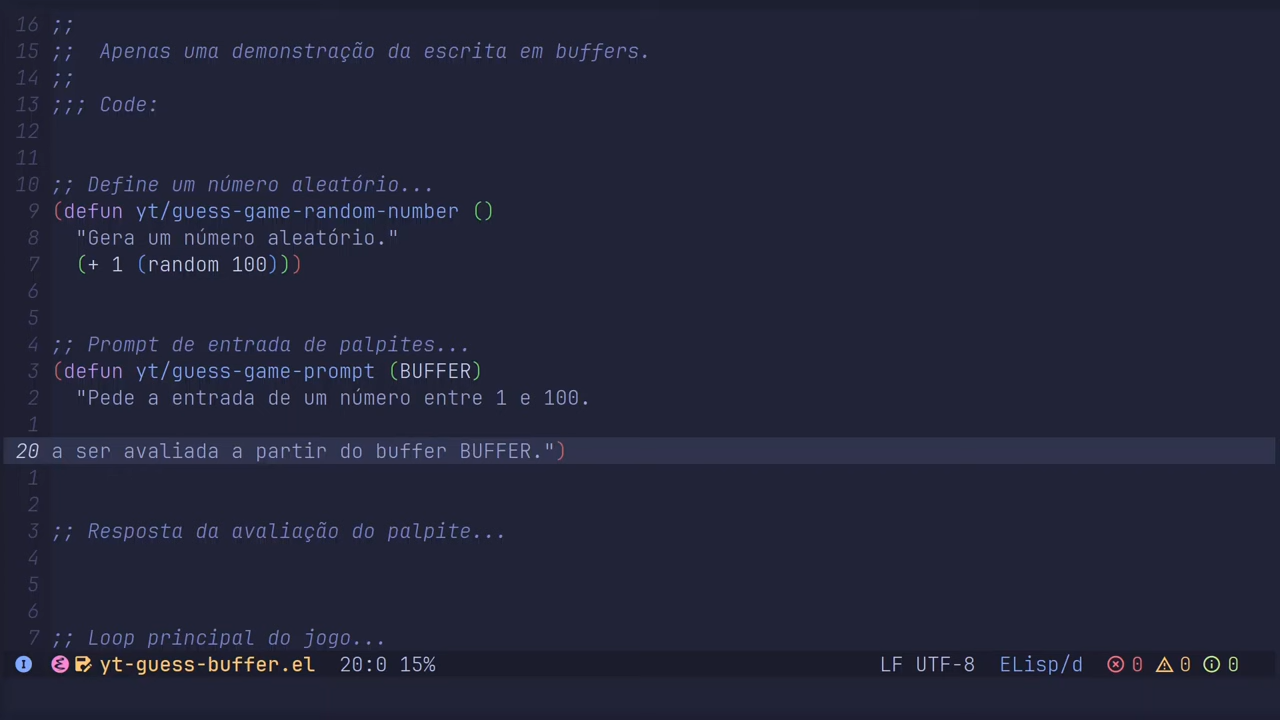 16 ;;
15 ;;  Apenas uma demonstração da escrita em buffers.
14 ;;
13 ;;; Code:
12
11
10 ;; Define um número aleatório...
9 (defun yt/guess-game-random-number ()
8   "Gera um número aleatório."
7   (+ 1 (random 100)))
6
5
4 ;; Prompt de entrada de palpites...
3 (defun yt/guess-game-prompt (BUFFER)
2   "Pede a entrada de um número entre 1 e 100.
1
20 a ser avaliada a partir do buffer BUFFER.")
1
2
3 ;; Resposta da avaliação do palpite...
4
5
6
7 ;; Loop principal do jogo...
I yt-guess-buffer.el 20:0 15% LF UTF-8 ELisp/d 0 0 0